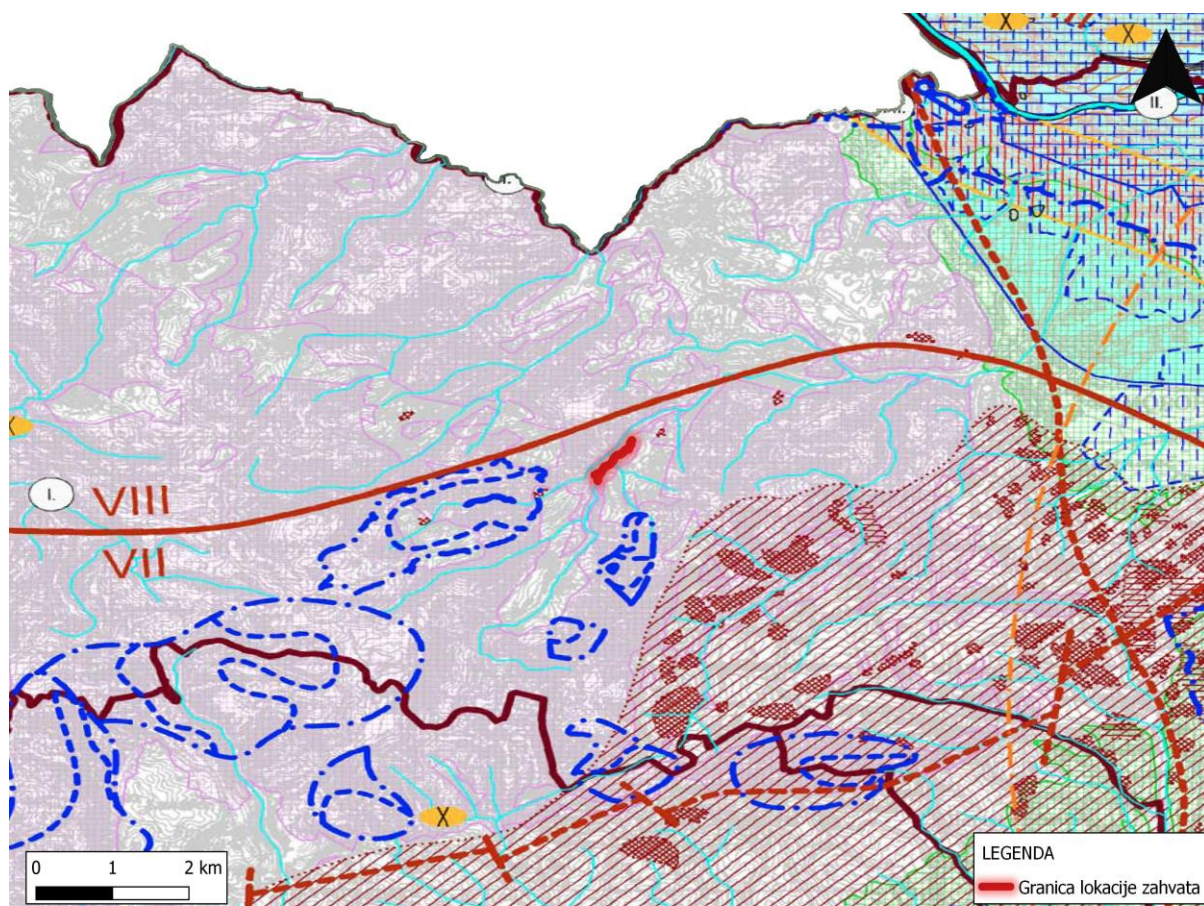 X
X
II.
X
I.
VIII
VII
X
0 1 2 km
LEGENDA
Granica lokacije zahvata